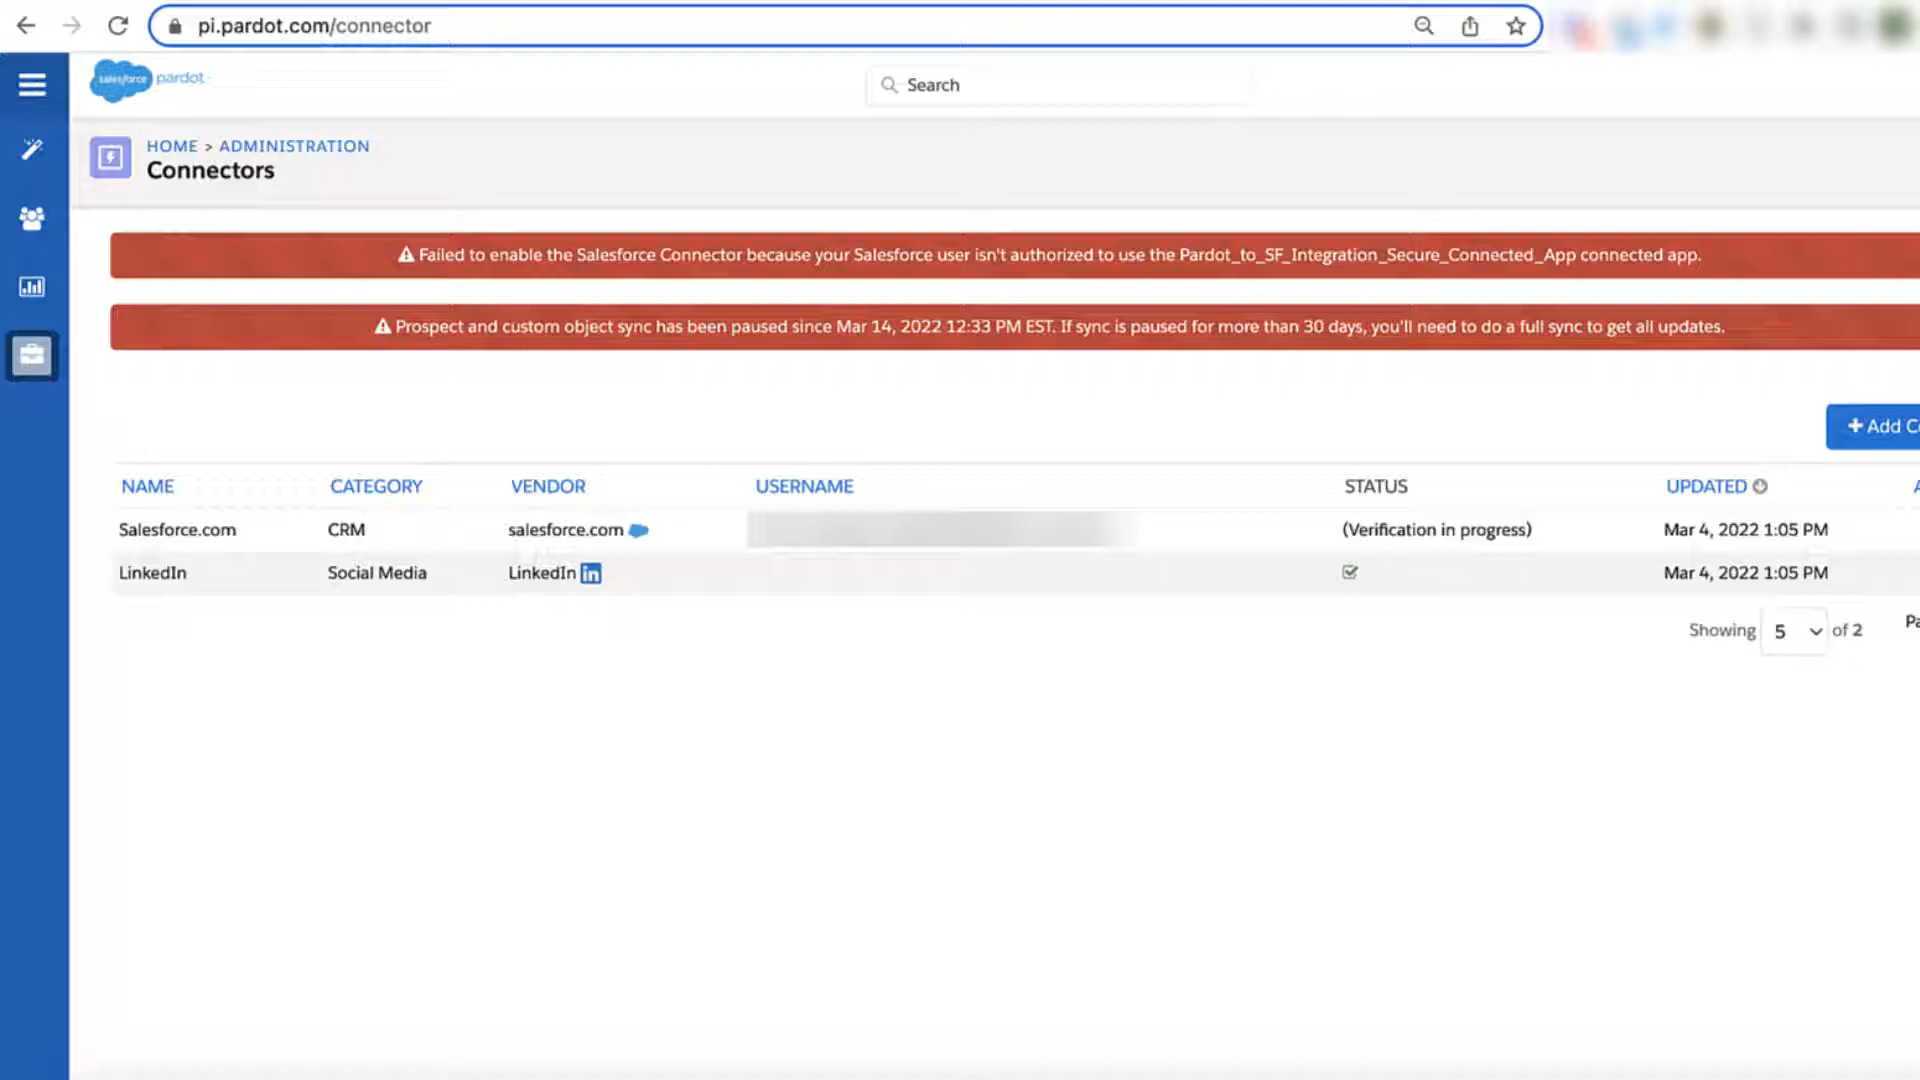 pi.pardot.com/connector
salesforce pardot
Search
HOME > ADMINISTRATION
Connectors
Failed to enable the Salesforce Connector because your Salesforce user isn't authorized to use the Pardot_to_SF_Integration_Secure_Connected_App connected app.
Prospect and custom object sync has been paused since Mar 14, 2022 12:33 PM EST. If sync is paused for more than 30 days, you'll need to do a full sync to get all updates.
+ Add
NAME CATEGORY VENDOR USERNAME STATUS UPDATED
Salesforce.com CRM salesforce.com (Verification in progress) Mar 4, 2022 1:05 PM
LinkedIn Social Media LinkedIn in Mar 4, 2022 1:05 PM
Showing 5 of 2